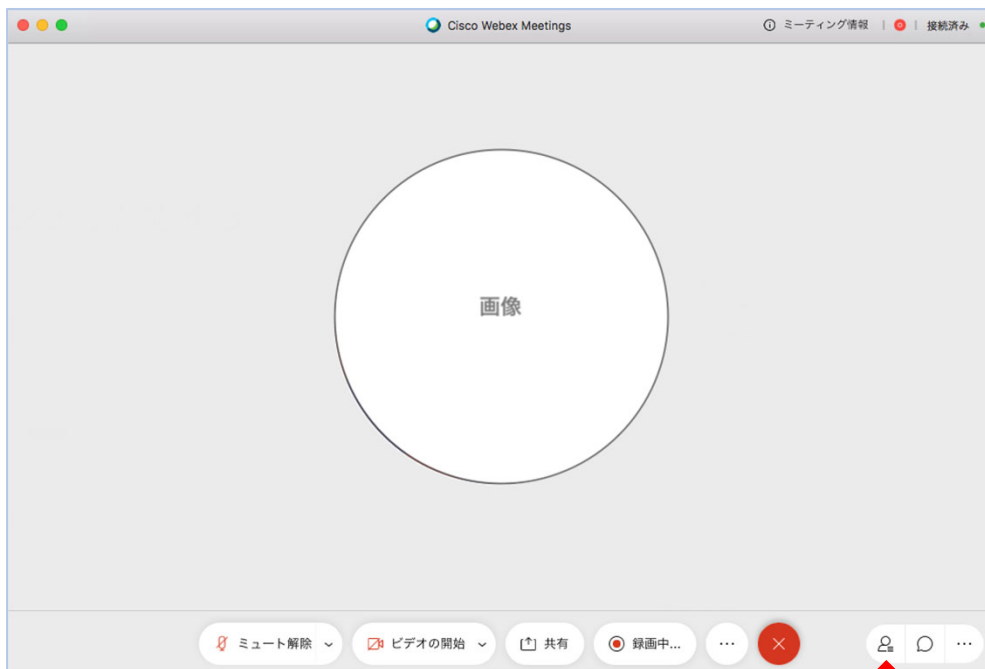 Cisco Webex Meetings
ミーティング情報
接続済み
画像
ミュート解除
ビデオの開始
共有
録画中...